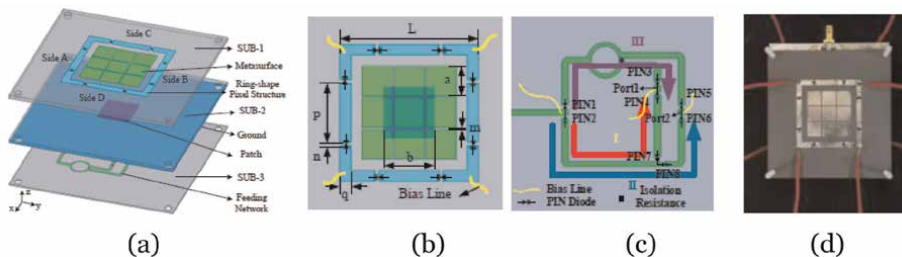 Side C
Side A
Side B
Side D
SUB-1
Metasurface
Ring-shape
Pixel Structure
SUB-2
Ground
Patch
SUB-3
Feeding
Network
z
x
y
(a)
L
a
p
m
n
b
q
Bias Line
(b)
III
PIN3
Port1
PIN5
PIN1
PIN4
PIN2
Port2
PIN6
I
PIN7
PIN8
II
Bias Line
PIN Diode
Isolation
Resistance
(c)
(d)